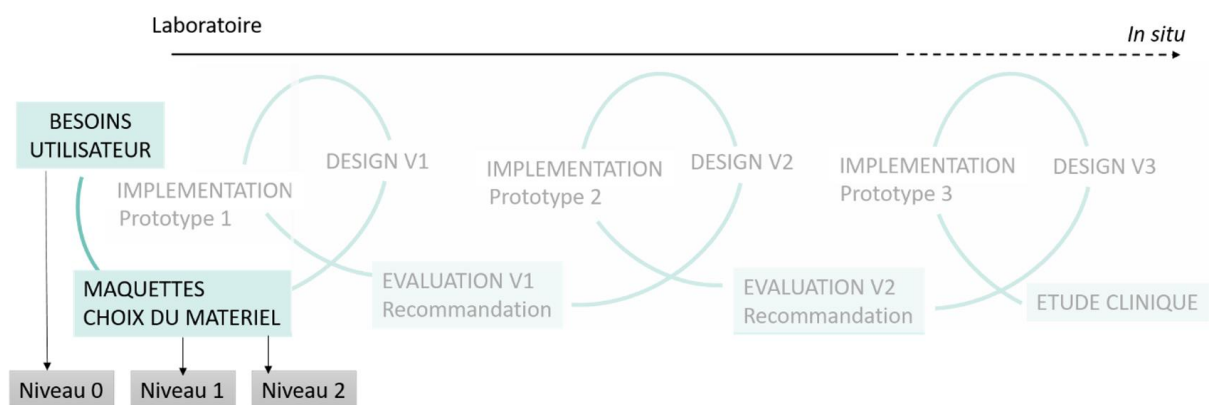 Laboratoire
In situ
BESOINS
UTILISATEUR
IMPLEMENTATION
Prototype 1
DESIGN V1
IMPLEMENTATION
Prototype 2
DESIGN V2
IMPLEMENTATION
Prototype 3
DESIGN V3
MAQUETTES
CHOIX DU MATERIEL
EVALUATION V1
Recommandation
EVALUATION V2
Recommandation
ETUDE CLINIQUE
Niveau 0
Niveau 1
Niveau 2